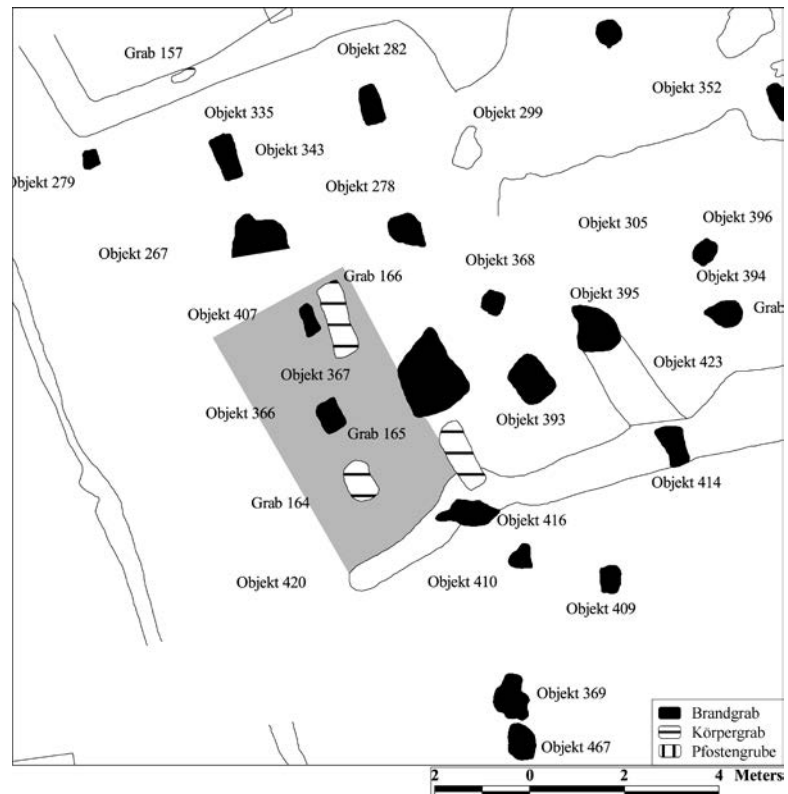 Grab 157
Objekt 282
Objekt 352
Objekt 335
Objekt 299
Objekt 343
Objekt 279
Objekt 278
Objekt 305
Objekt 396
Objekt 267
Objekt 368
Grab 166
Objekt 394
Objekt 395
Objekt 407
Grab
Objekt 367
Objekt 423
Objekt 366
Objekt 393
Grab 165
Objekt 414
Grab 164
Objekt 416
Objekt 420
Objekt 410
Objekt 409
Objekt 369
Objekt 467
Brandgrab
Körpergrab
Pfostengrube
2 0 2 4 Meters